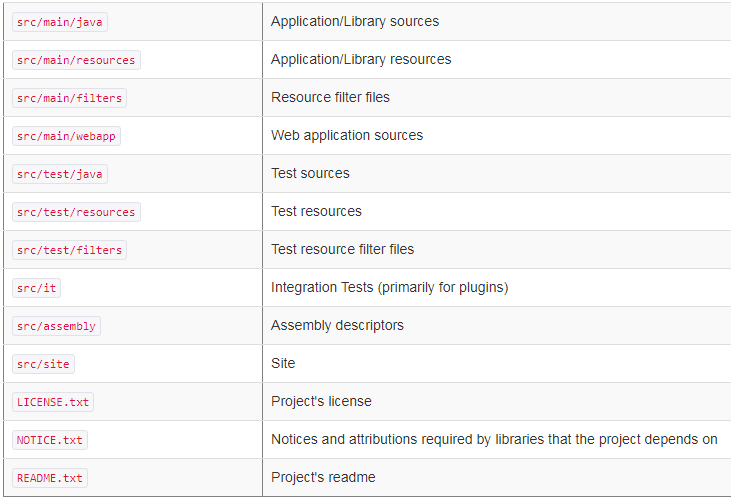 src/main/java Application/Library sources
src/main/resources Application/Library resources
src/main/filters Resource filter files
src/main/webapp Web application sources
src/test/java Test sources
src/test/resources Test resources
src/test/filters Test resource filter files
src/it Integration Tests (primarily for plugins)
src/assembly Assembly descriptors
src/site Site
LICENSE.txt Project's license
NOTICE.txt Notices and attributions required by libraries that the project depends on
README.txt Project's readme